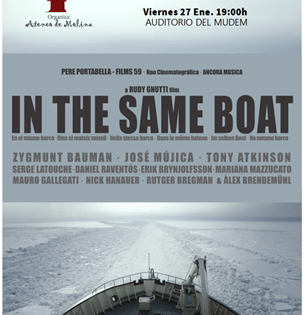 Organiza:
Ateneo de Molina
Viernes 27 Ene. 19:00h
AUDITORIO DEL MUDEM
PERE PORTABELLA - FILMS 59 · Nao Cinematográfica · ANCORA MUSICA
a RUDY GNUTTI film
IN THE SAME BOAT
En el mismo barco · Dins el mateix vaixell · Nella stessa barca · Dans le même bateau · Im selben Boot · No mesmo barco
ZYGMUNT BAUMAN · JOSÉ MÚJICA · TONY ATKINSON
SERGE LATOUCHE · DANIEL RAVENTÓS · ERIK BRYNJOLFSSON · MARIANA MAZZUCATO
MAURO GALLEGATI · NICK HANAUER · RUTGER BREGMAN & ÀLEX BRENDEMÜHL